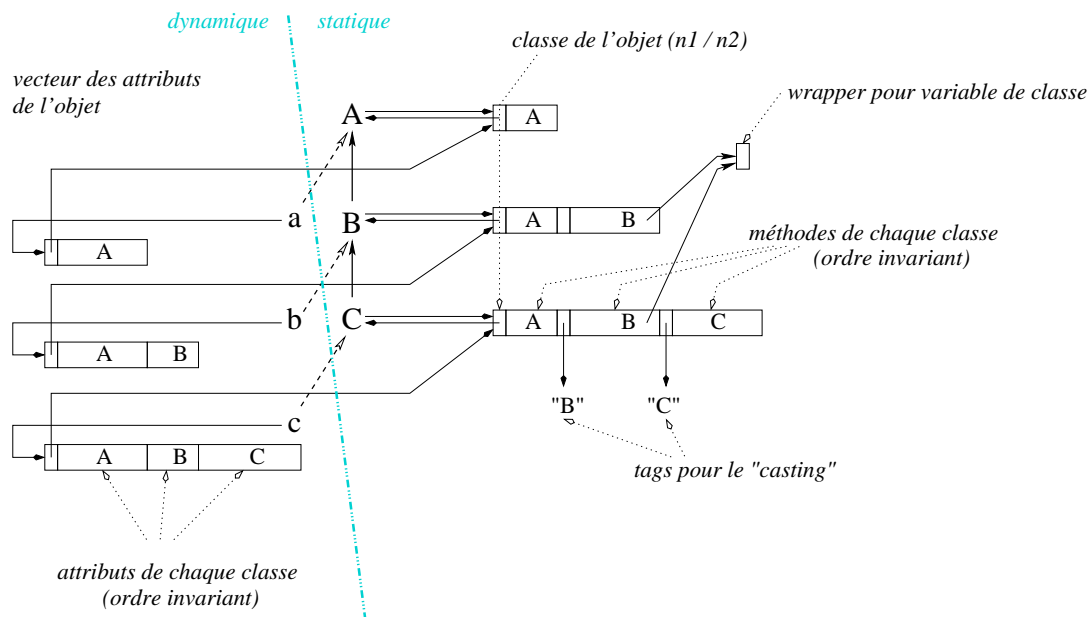 dynamique
statique
classe de l'objet (n1 / n2)
vecteur des attributs
de l'objet
wrapper pour variable de classe
A
A
a
B
A
B
A
méthodes de chaque classe
(ordre invariant)
b
C
A
B
C
A
B
"B"
"C"
c
A
B
C
tags pour le "casting"
attributs de chaque classe
(ordre invariant)